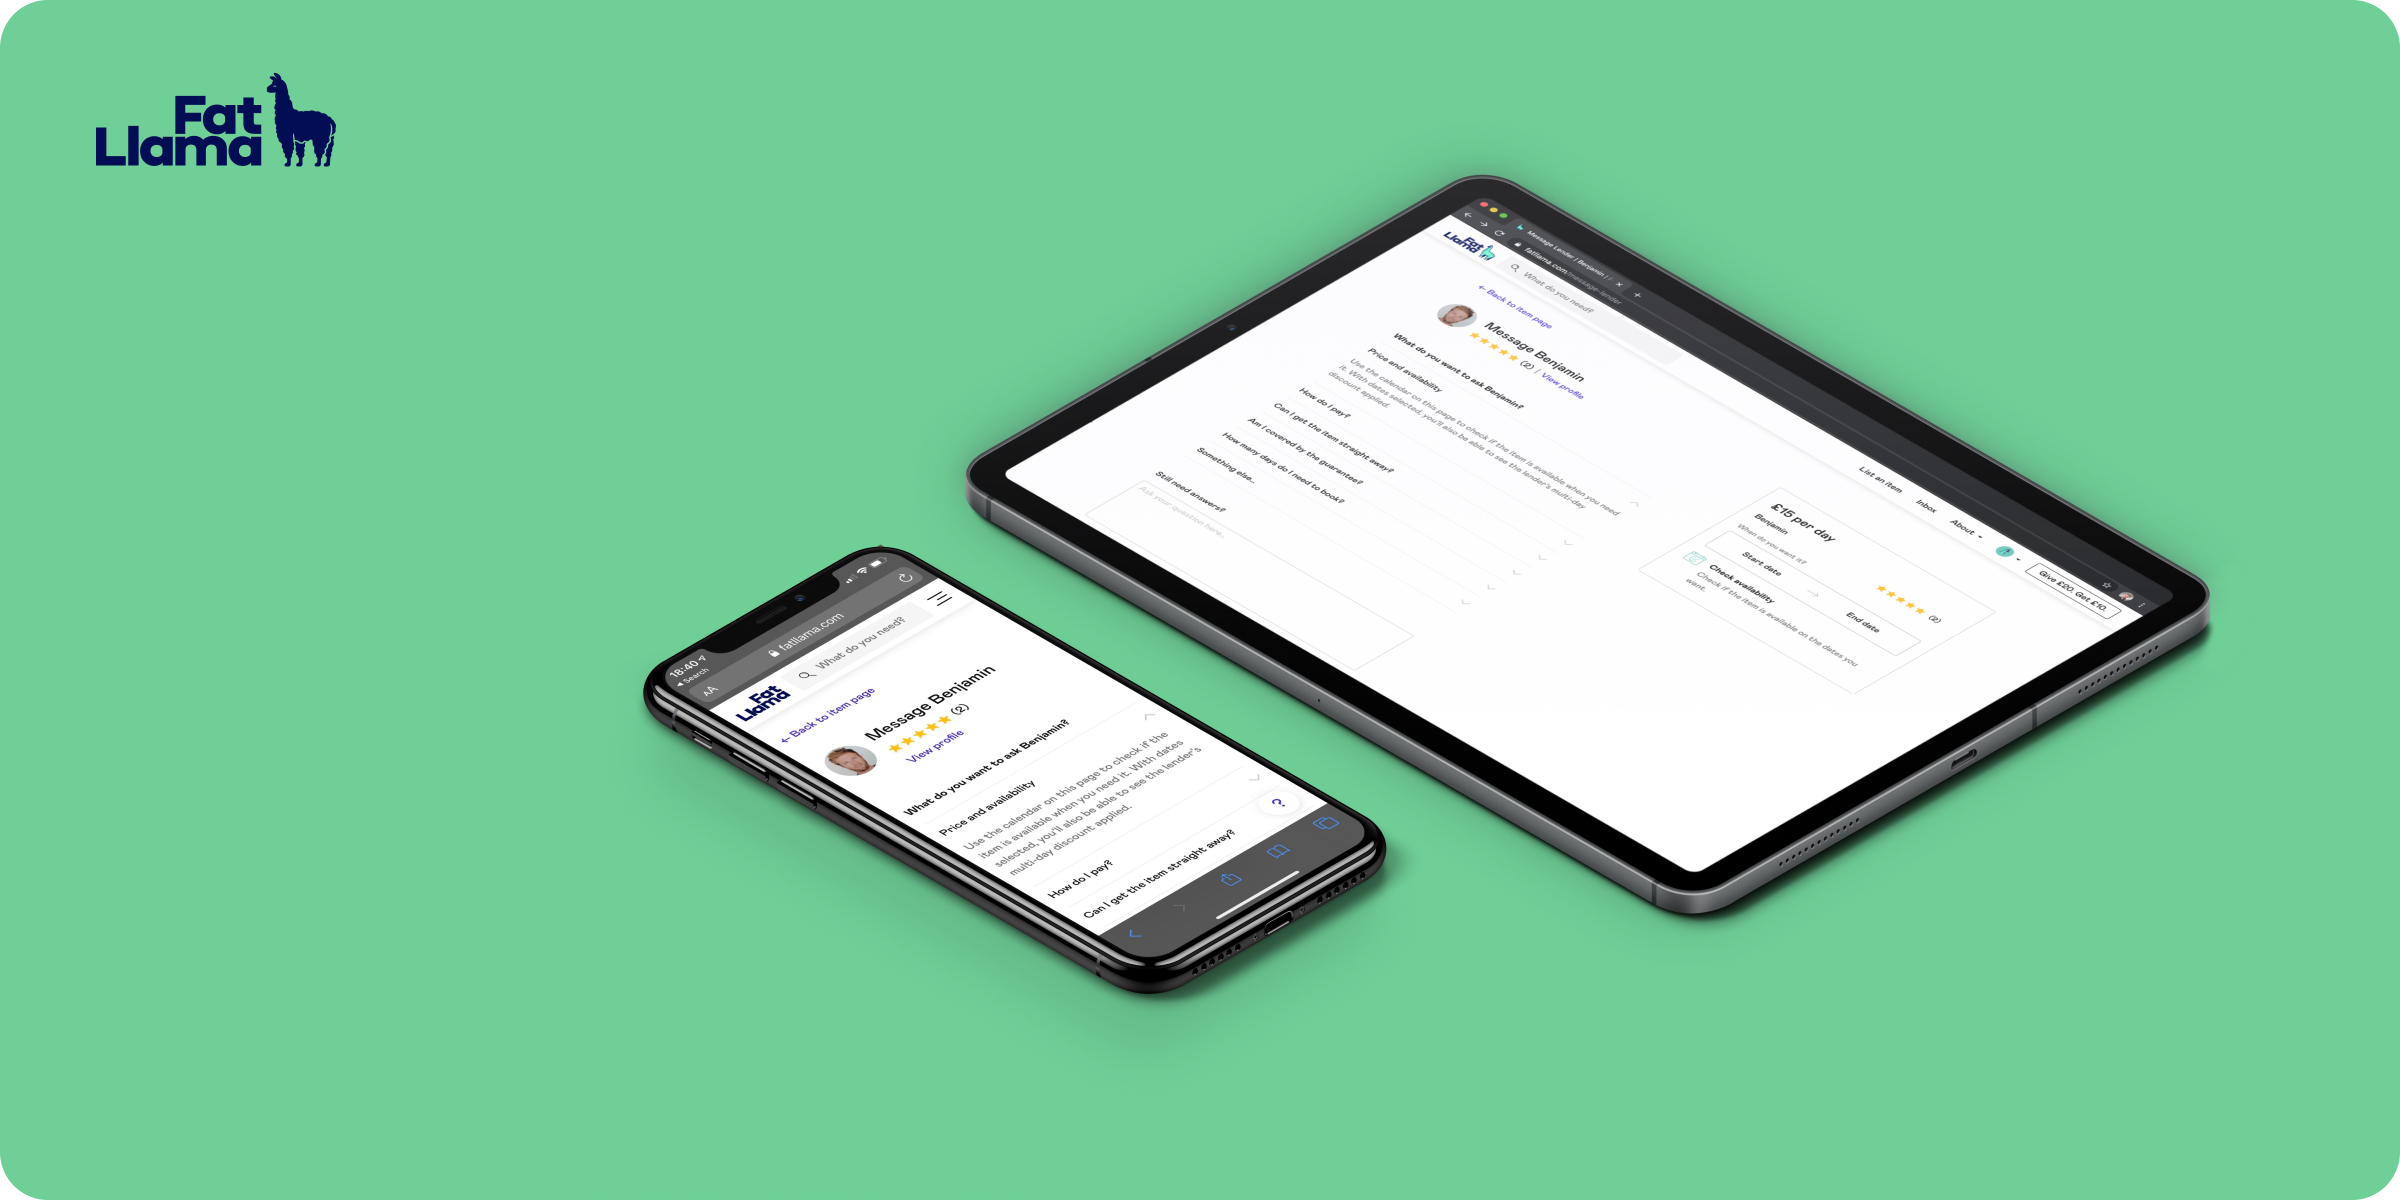 Fat
Llama
18:40
Search
AA
fatllama.com
Fat
Llama
What do you need?
← Back to item page
Message Benjamin
(2)
View profile
What do you want to ask Benjamin?
Price and availability
Use the calendar on this page to check if the
item is available when you need it. With dates
selected, you'll also be able to see the lender's
multi-day discount applied.
How do I pay?
Can I get the item straight away?
?
Message Lender | Benjamin |
fatllama.com/message-lender
Fat
Llama
What do you need?
List an item
Inbox
About
Give £20. Get £10.
← Back to item page
Message Benjamin
(2) | View profile
What do you want to ask Benjamin?
Price and availability
Use the calendar on this page to check if the item is available when you need
it. With dates selected, you'll also be able to see the lender's multi-day
discount applied.
How do I pay?
Can I get the item straight away?
Am I covered by the guarantee?
How many days do I need to book?
Something else...
Still need answers?
Ask your question here...
£15 per day
Benjamin
(2)
When do you want it?
Start date
→
End date
Check availability
Check if the item is available on the dates you
want.